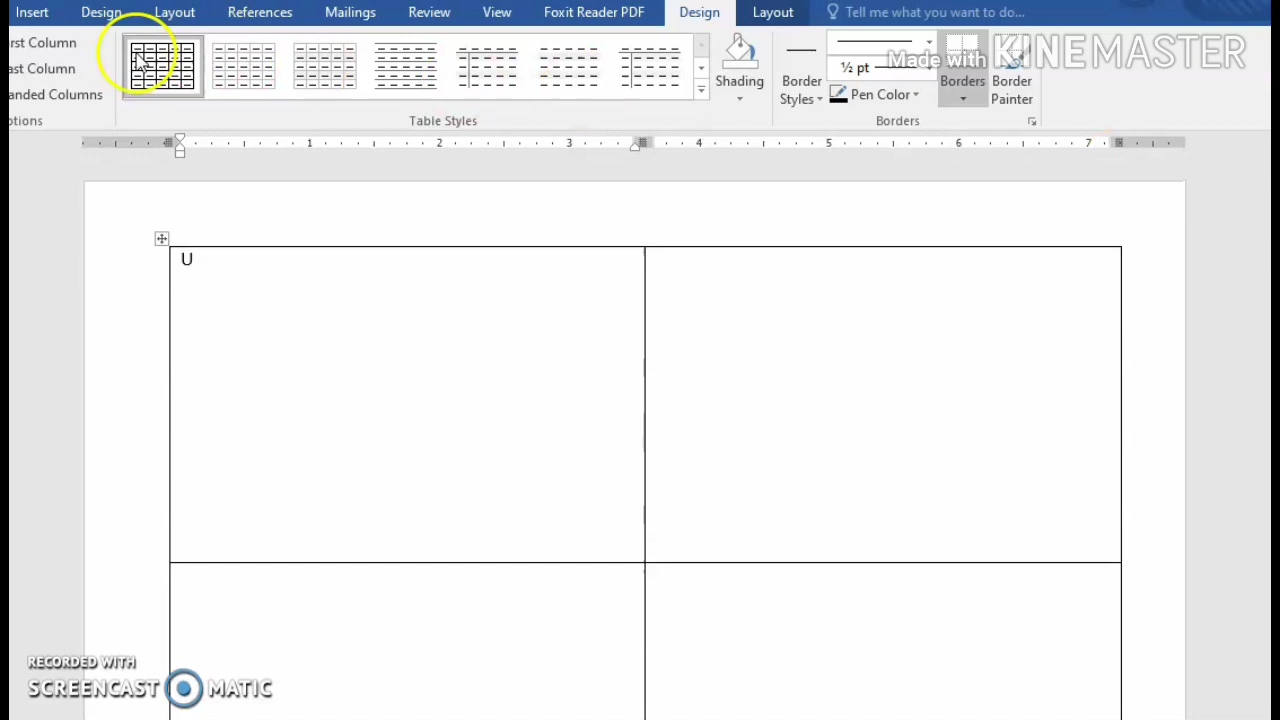 Insert Design Layout References Mailings Review View Foxit Reader PDF Design Layout Tell me what you want to do...
Made with KINEMASTER
irst Column
ast Column
anded Columns
otions
Table Styles
Shading
Border
Styles
½ pt
Pen Color
Borders
Border
Painter
Borders
1 2 3 4 5 6 7
U
RECORDED WITH
SCREENCAST MATIC